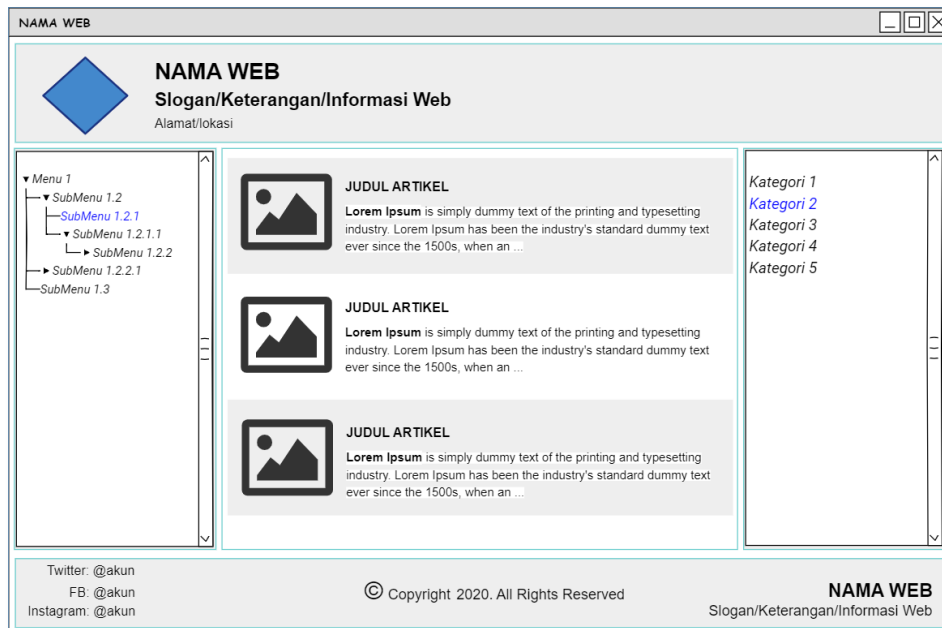 NAMA WEB
NAMA WEB
Slogan/Keterangan/Informasi Web
Alamat/lokasi
Menu 1
SubMenu 1.2
SubMenu 1.2.1
SubMenu 1.2.1.1
SubMenu 1.2.2
SubMenu 1.2.2.1
SubMenu 1.3
JUDUL ARTIKEL
Lorem Ipsum is simply dummy text of the printing and typesetting
industry. Lorem Ipsum has been the industry's standard dummy text
ever since the 1500s, when an ...
JUDUL ARTIKEL
Lorem Ipsum is simply dummy text of the printing and typesetting
industry. Lorem Ipsum has been the industry's standard dummy text
ever since the 1500s, when an ...
JUDUL ARTIKEL
Lorem Ipsum is simply dummy text of the printing and typesetting
industry. Lorem Ipsum has been the industry's standard dummy text
ever since the 1500s, when an ...
Kategori 1
Kategori 2
Kategori 3
Kategori 4
Kategori 5
Twitter: @akun
FB: @akun
Instagram: @akun
© Copyright 2020. All Rights Reserved
NAMA WEB
Slogan/Keterangan/Informasi Web